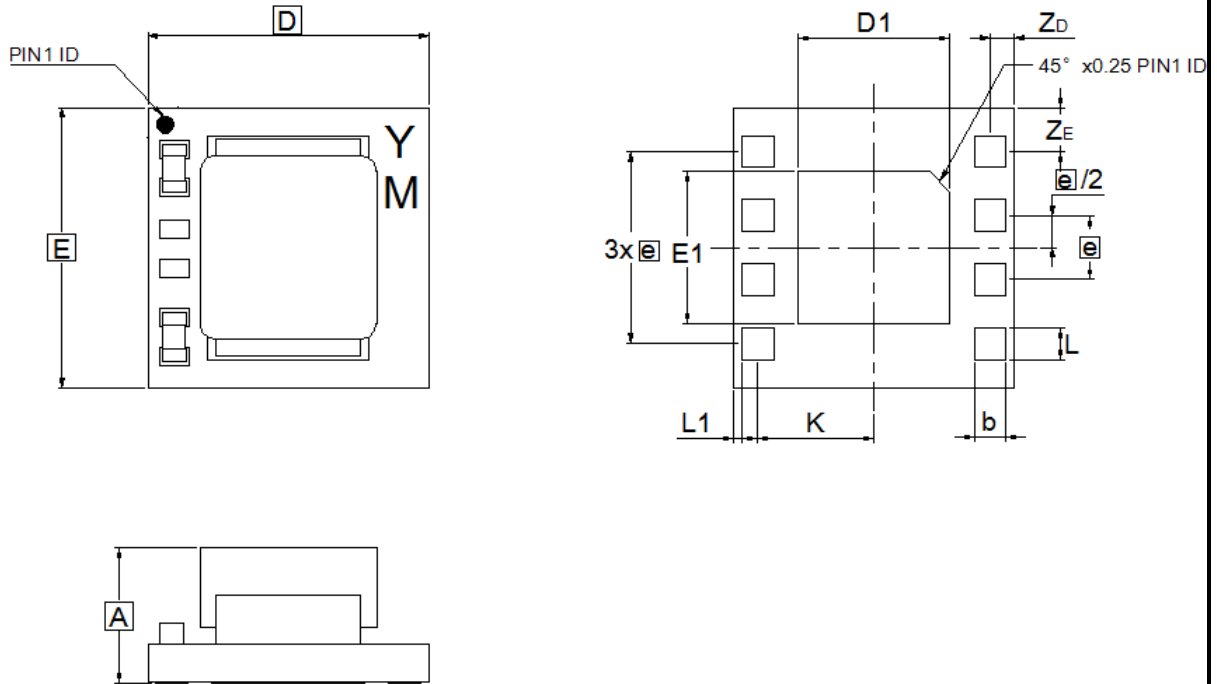 D
PIN1 ID
Y
M
E
A
D1
ZD
45° x0.25 PIN1 ID
ZE
e/2
3x e
E1
e
L
L1
K
b